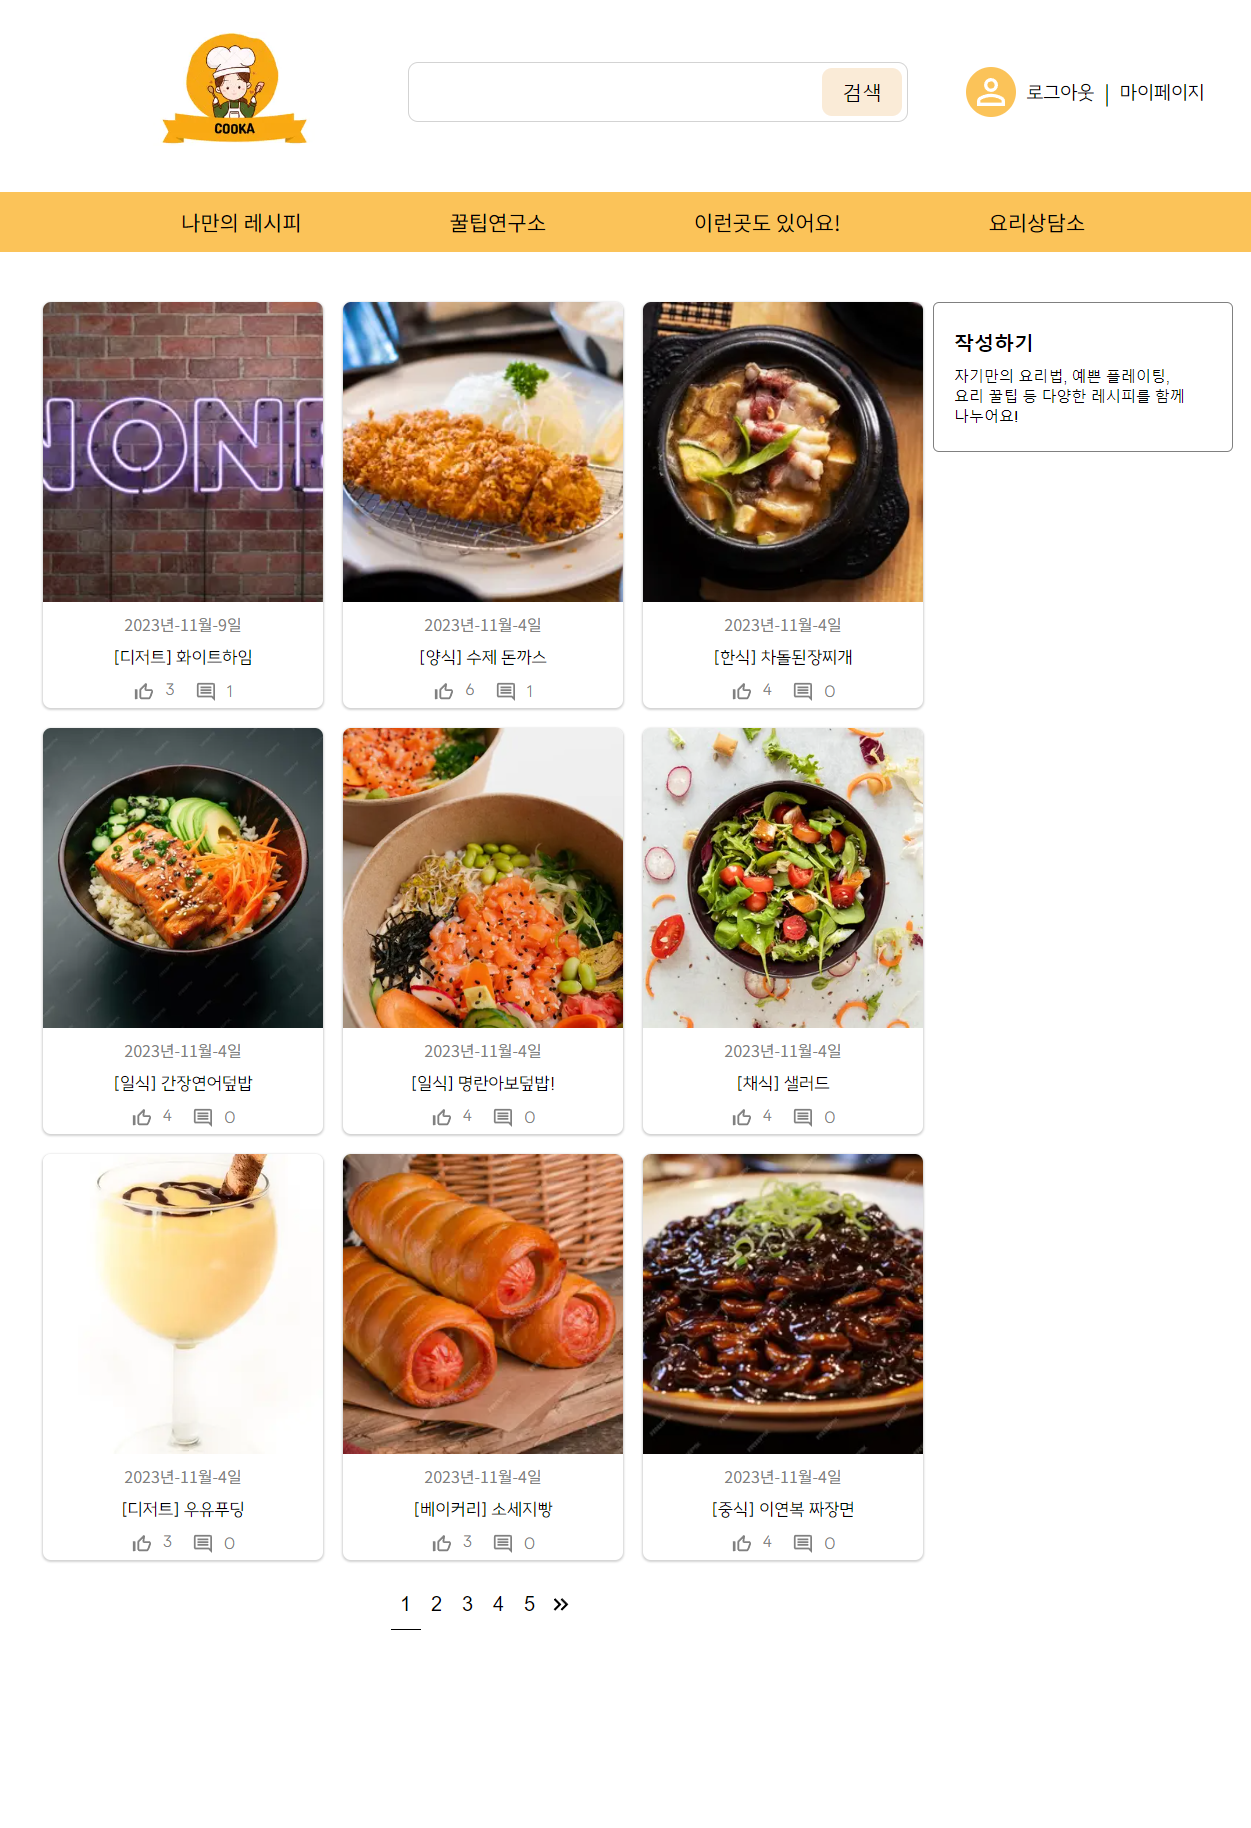 COOKA
검색
로그아웃 | 마이페이지
나만의 레시피 꿀팁연구소 이런곳도 있어요! 요리상담소
작성하기
자기만의 요리법, 예쁜 플레이팅,
요리 꿀팁 등 다양한 레시피를 함께
나누어요!
NONE
2023년-11월-9일
[디저트] 화이트하임
3 1
2023년-11월-4일
[양식] 수제 돈까스
6 1
2023년-11월-4일
[한식] 차돌된장찌개
4 0
2023년-11월-4일
[일식] 간장연어덮밥
4 0
2023년-11월-4일
[일식] 명란아보덮밥!
4 0
2023년-11월-4일
[채식] 샐러드
4 0
2023년-11월-4일
[디저트] 우유푸딩
3 0
2023년-11월-4일
[베이커리] 소세지빵
3 0
2023년-11월-4일
[중식] 이연복 짜장면
4 0
1 2 3 4 5 »